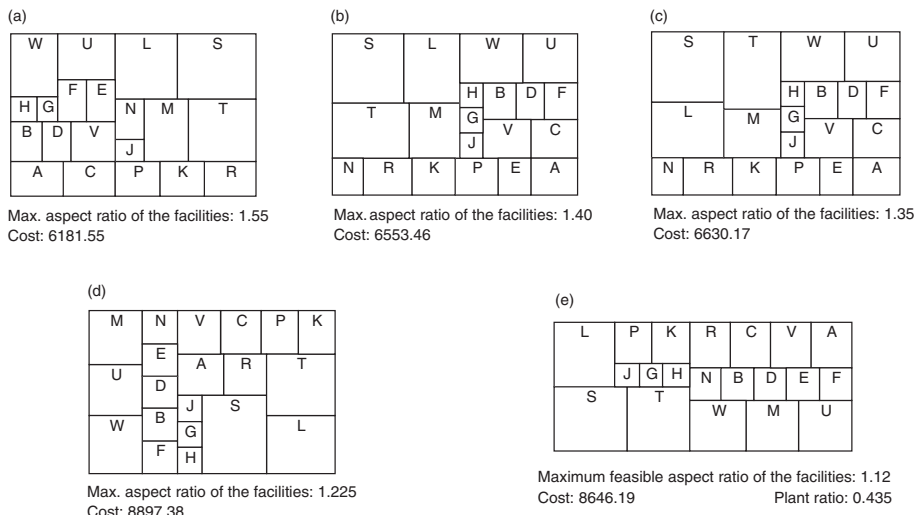 (a)
W U L S
F E
H G N M T
B D V
J
A C P K R
Max. aspect ratio of the facilities: 1.55
Cost: 6181.55
(b)
S L W U
H B D F
T M G
V C
J
N R K P E A
Max. aspect ratio of the facilities: 1.40
Cost: 6553.46
(c)
S T W U
H B D F
L M G
V C
J
N R K P E A
Max. aspect ratio of the facilities: 1.35
Cost: 6630.17
(d)
M N V C P K
E
A R T
U D
J S
W B L
G
F H
Max. aspect ratio of the facilities: 1.225
Cost: 8897.38
(e)
L P K R C V A
J G H N B D E F
S T
W M U
Maximum feasible aspect ratio of the facilities: 1.12
Cost: 8646.19 Plant ratio: 0.435